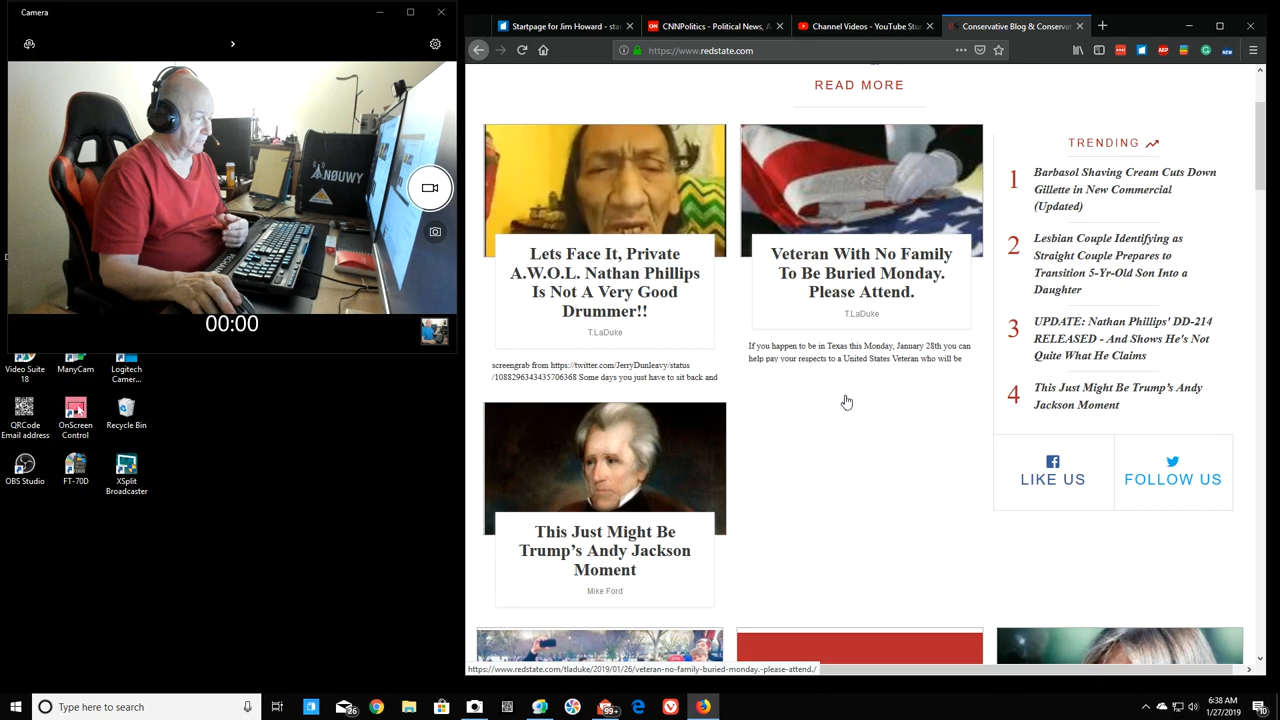 Camera
00:00
NØUWY
Video Suite
18
ManyCam
Logitech
Camer...
QRCode
Email address
OnScreen
Control
Recycle Bin
OBS Studio
FT-70D
XSplit
Broadcaster
Startpage for Jim Howard - star
CNNPolitics - Political News, A
Channel Videos - YouTube Stu
Conservative Blog & Conserva
https://www.redstate.com
ABP
NEW
READ MORE
Lets Face It, Private
A.W.O.L. Nathan Phillips
Is Not A Very Good
Drummer!!
T.LaDuke
screengrab from https://twitter.com/JerryDunleavy/status
/1088296343435706368 Some days you just have to sit back and
Veteran With No Family
To Be Buried Monday.
Please Attend.
T.LaDuke
If you happen to be in Texas this Monday, January 28th you can
help pay your respects to a United States Veteran who will be
This Just Might Be
Trump’s Andy Jackson
Moment
Mike Ford
TRENDING
1 Barbasol Shaving Cream Cuts Down
Gillette in New Commercial
(Updated)
2 Lesbian Couple Identifying as
Straight Couple Prepares to
Transition 5-Yr-Old Son Into a
Daughter
3 UPDATE: Nathan Phillips' DD-214
RELEASED - And Shows He's Not
Quite What He Claims
4 This Just Might Be Trump’s Andy
Jackson Moment
LIKE US
FOLLOW US
https://www.redstate.com/tladuke/2019/01/26/veteran-no-family-buried-monday.-please-attend./
Type here to search
26
99+
6:38 AM
1/27/2019
10